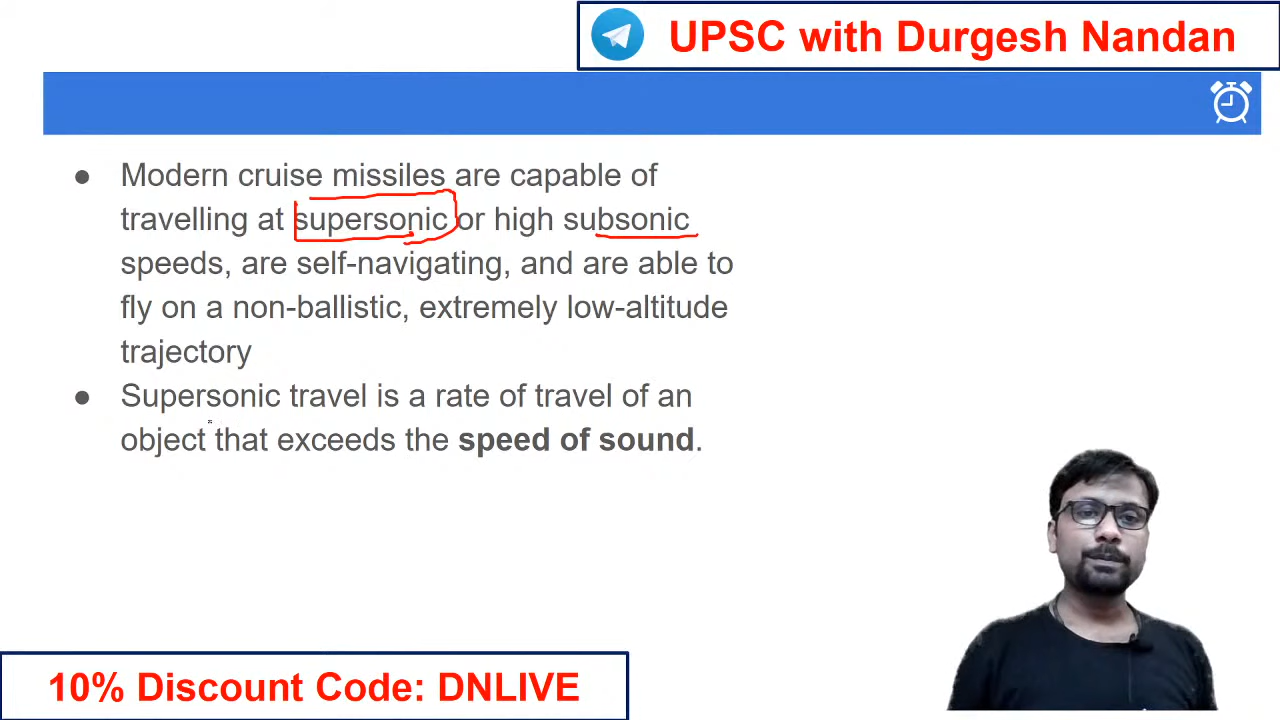 UPSC with Durgesh Nandan
● Modern cruise missiles are capable of
travelling at supersonic or high subsonic
speeds, are self-navigating, and are able to
fly on a non-ballistic, extremely low-altitude
trajectory
● Supersonic travel is a rate of travel of an
object that exceeds the speed of sound.
10% Discount Code: DNLIVE